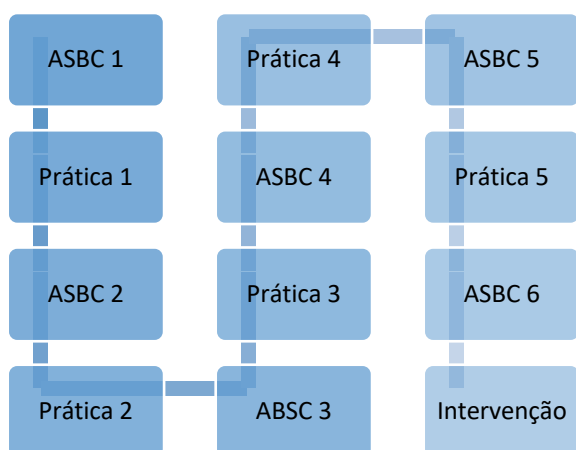 ASBC 1
Prática 1
ASBC 2
Prática 2
ABSC 3
Prática 3
ASBC 4
Prática 4
ASBC 5
Prática 5
ASBC 6
Intervenção